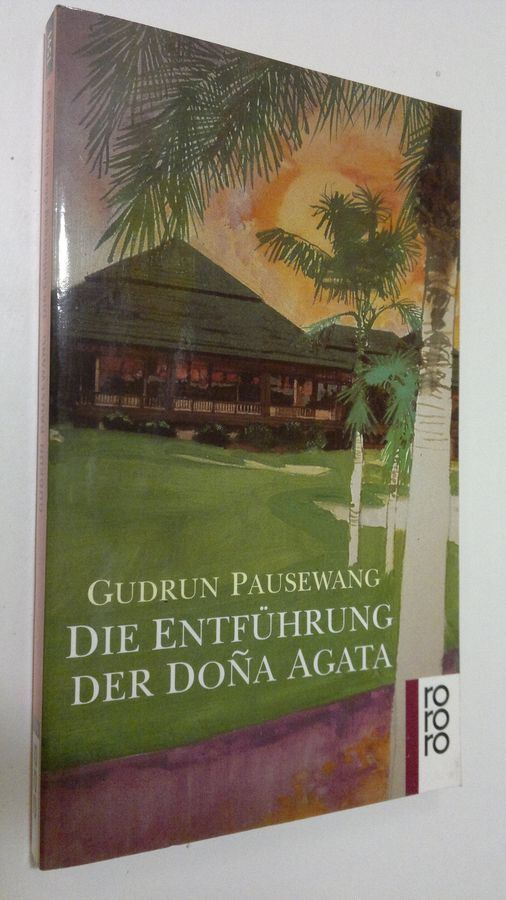 GUDRUN PAUSEWANG
DIE ENTFÜHRUNG
DER DOÑA AGATA
ro
ro
ro